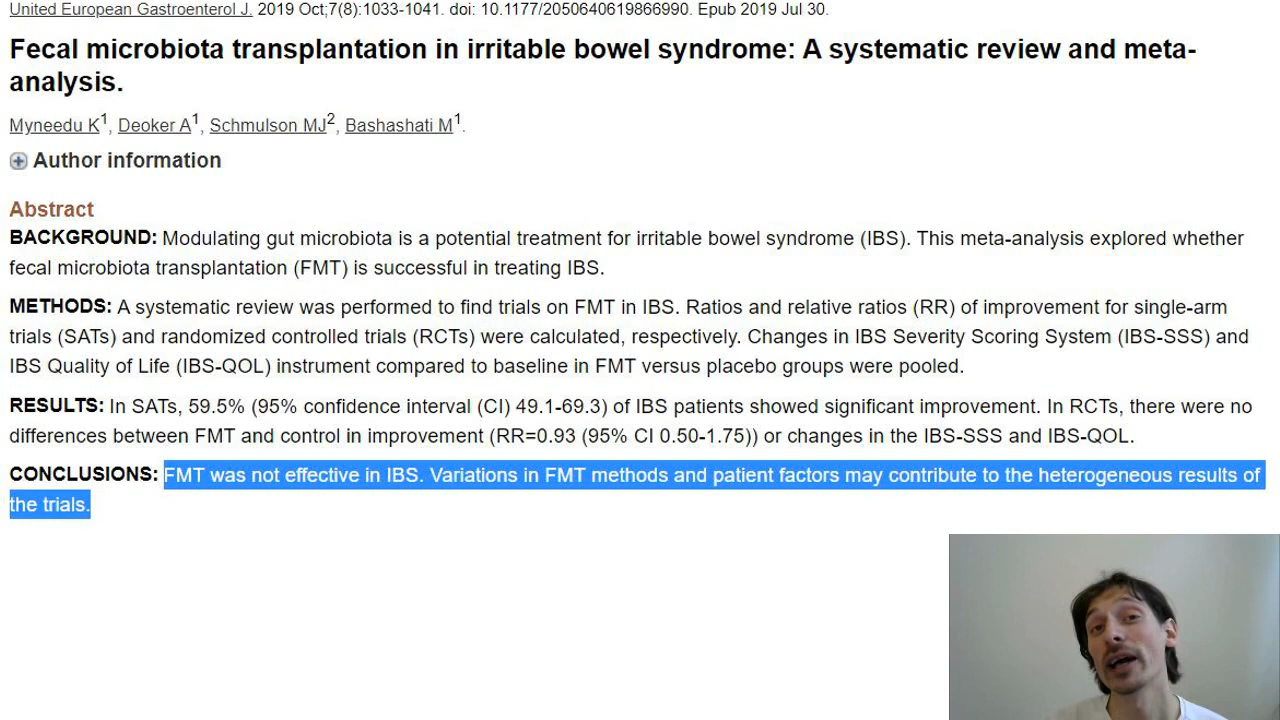 United European Gastroenterol J. 2019 Oct;7(8):1033-1041. doi: 10.1177/2050640619866990. Epub 2019 Jul 30.
Fecal microbiota transplantation in irritable bowel syndrome: A systematic review and meta-
analysis.
Myneedu K1, Deoker A1, Schmulson MJ2, Bashashati M1.
Author information
Abstract
BACKGROUND: Modulating gut microbiota is a potential treatment for irritable bowel syndrome (IBS). This meta-analysis explored whether
fecal microbiota transplantation (FMT) is successful in treating IBS.
METHODS: A systematic review was performed to find trials on FMT in IBS. Ratios and relative ratios (RR) of improvement for single-arm
trials (SATs) and randomized controlled trials (RCTs) were calculated, respectively. Changes in IBS Severity Scoring System (IBS-SSS) and
IBS Quality of Life (IBS-QOL) instrument compared to baseline in FMT versus placebo groups were pooled.
RESULTS: In SATs, 59.5% (95% confidence interval (CI) 49.1-69.3) of IBS patients showed significant improvement. In RCTs, there were no
differences between FMT and control in improvement (RR=0.93 (95% CI 0.50-1.75)) or changes in the IBS-SSS and IBS-QOL.
CONCLUSIONS: FMT was not effective in IBS. Variations in FMT methods and patient factors may contribute to the heterogeneous results of
the trials.